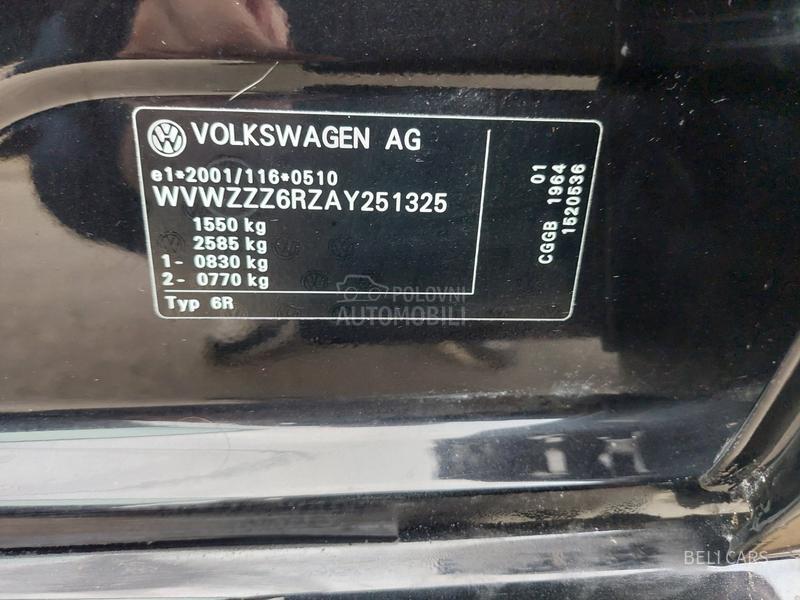 VOLKSWAGEN AG
e1*2001/116*0510
WVWZZZ6RZAY251325
1550 kg
2585 kg
1- 0830 kg
2- 0770 kg
Typ 6R
01
CGGB 1964
1520536
POLOVNI
AUTOMOBILI
BELI CARS